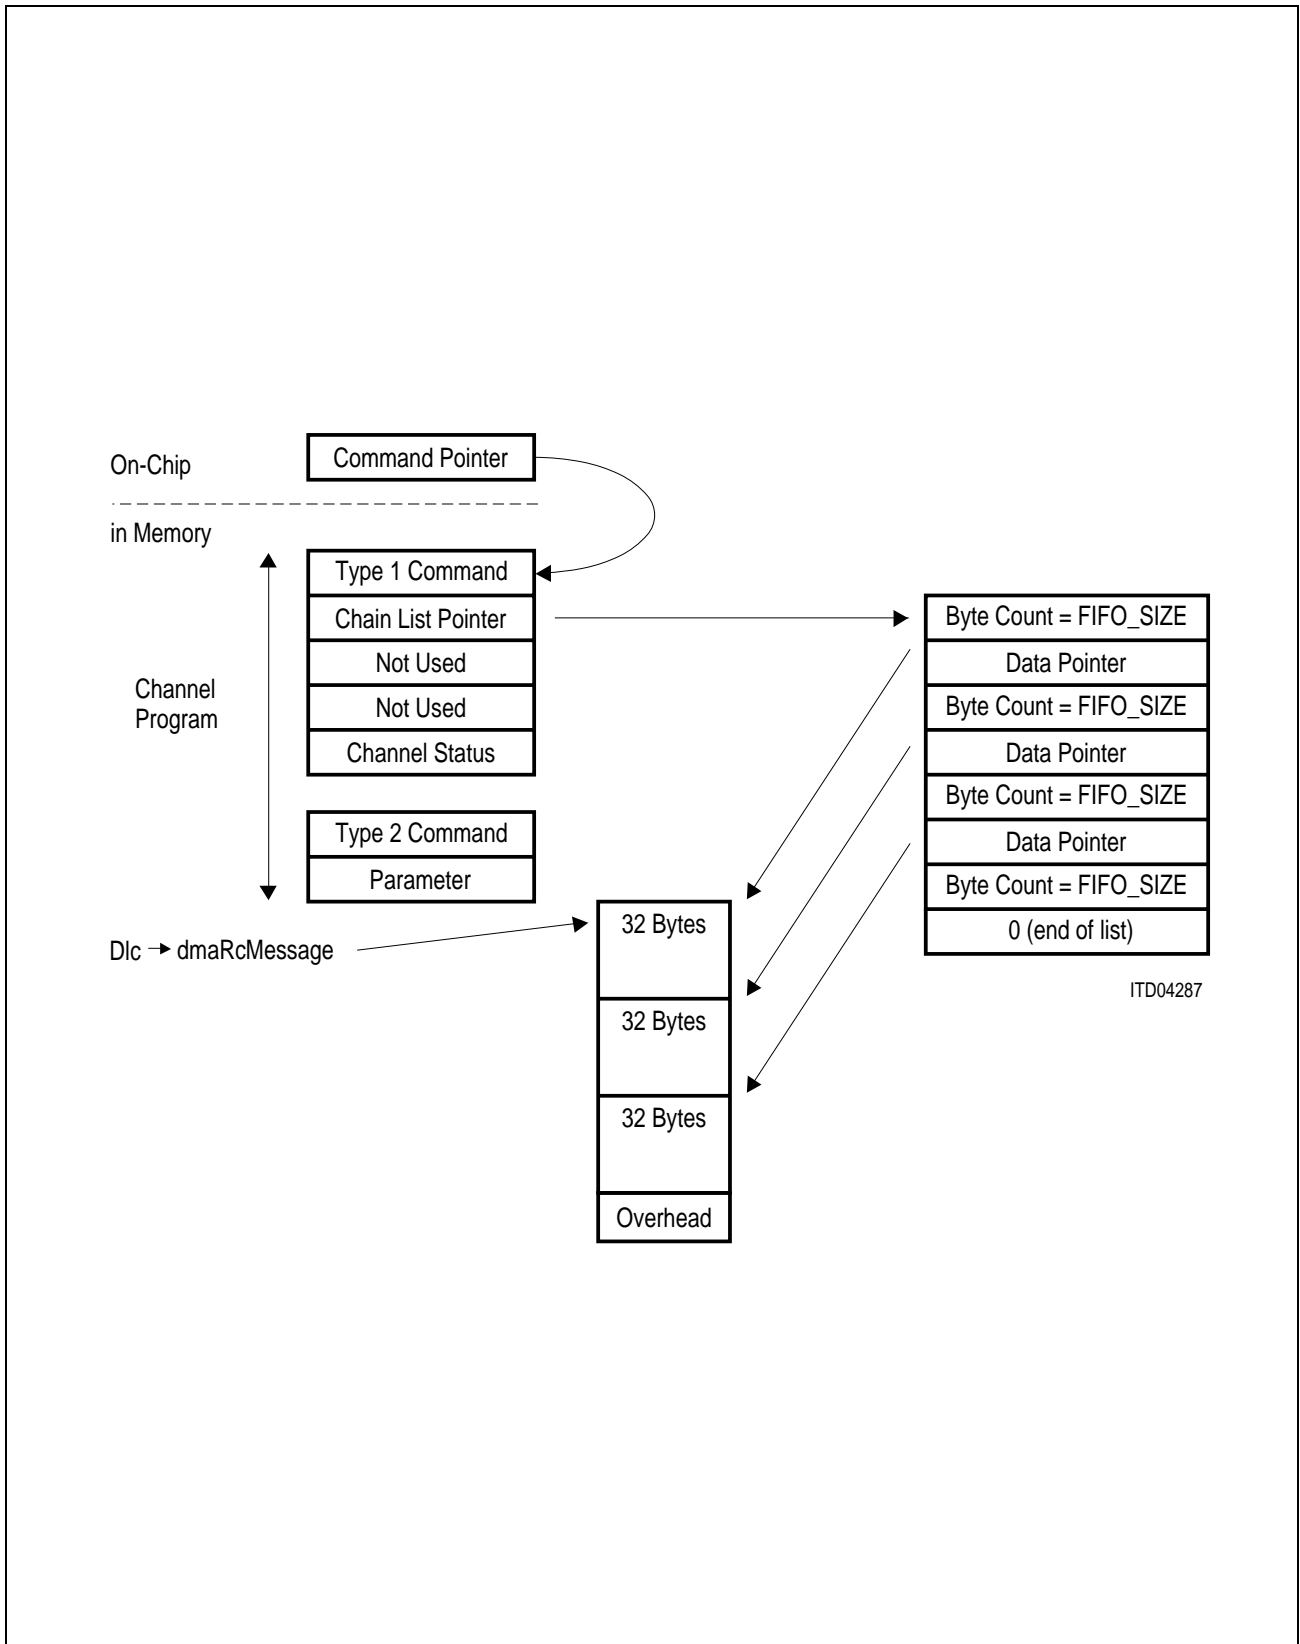 On-Chip
Command Pointer
in Memory
Type 1 Command
Chain List Pointer
Not Used
Not Used
Channel Status
Channel
Program
Type 2 Command
Parameter
Dlc → dmaRcMessage
32 Bytes
32 Bytes
32 Bytes
Overhead
Byte Count = FIFO_SIZE
Data Pointer
Byte Count = FIFO_SIZE
Data Pointer
Byte Count = FIFO_SIZE
Data Pointer
Byte Count = FIFO_SIZE
0 (end of list)
ITD04287